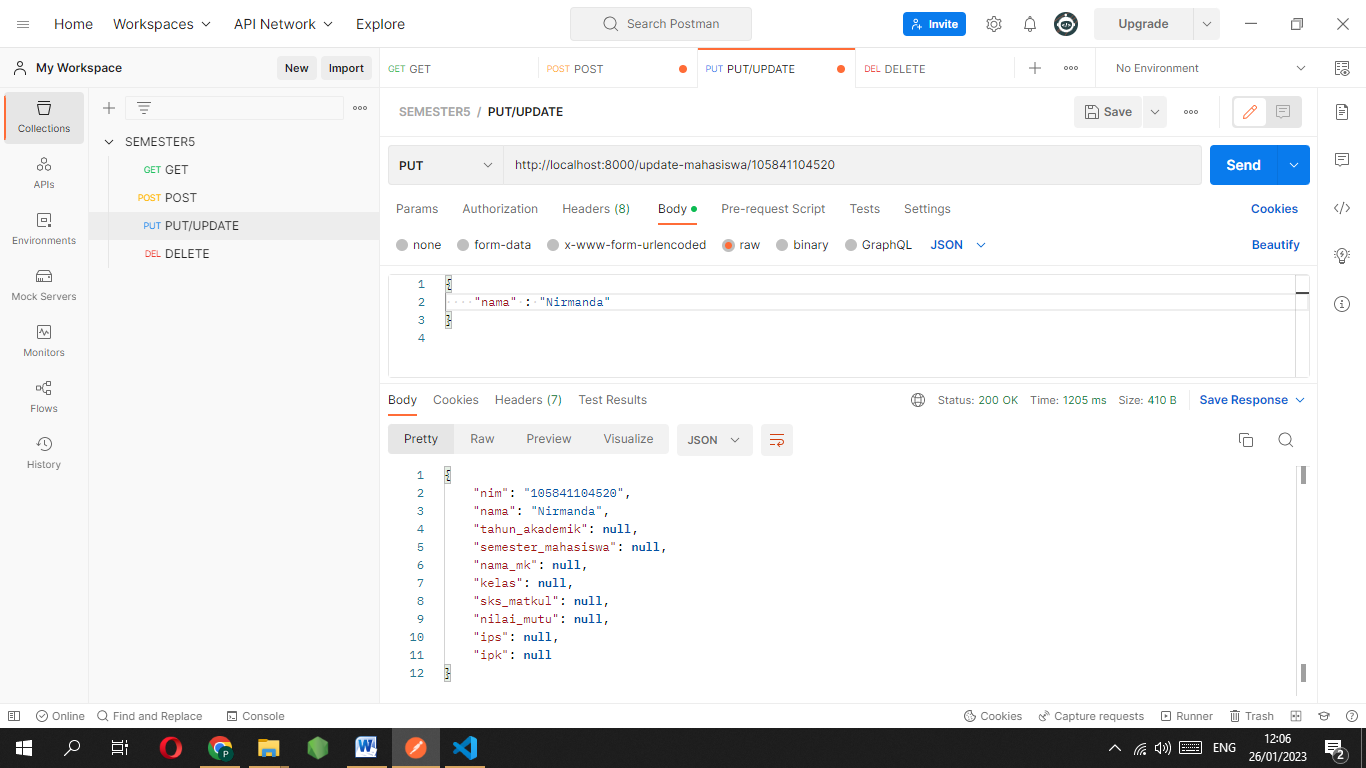 Home Workspaces API Network Explore Search Postman Invite Upgrade
My Workspace New Import GET GET POST POST PUT PUT/UPDATE DEL DELETE No Environment
Collections
APIs
Environments
Mock Servers
Monitors
Flows
History
SEMESTER5
GET GET
POST POST
PUT PUT/UPDATE
DEL DELETE
SEMESTER5 / PUT/UPDATE Save
PUT http://localhost:8000/update-mahasiswa/105841104520 Send
Params Authorization Headers (8) Body Pre-request Script Tests Settings Cookies
none form-data x-www-form-urlencoded raw binary GraphQL JSON Beautify
1 {
2 "nama" : "Nirmanda"
3 }
4
Body Cookies Headers (7) Test Results Status: 200 OK Time: 1205 ms Size: 410 B Save Response
Pretty Raw Preview Visualize JSON
1 {
2 "nim": "105841104520",
3 "nama": "Nirmanda",
4 "tahun_akademik": null,
5 "semester_mahasiswa": null,
6 "nama_mk": null,
7 "kelas": null,
8 "sks_matkul": null,
9 "nilai_mutu": null,
10 "ips": null,
11 "ipk": null
12 }
Online Find and Replace Console Cookies Capture requests Runner Trash
ENG 12:06
26/01/2023 2